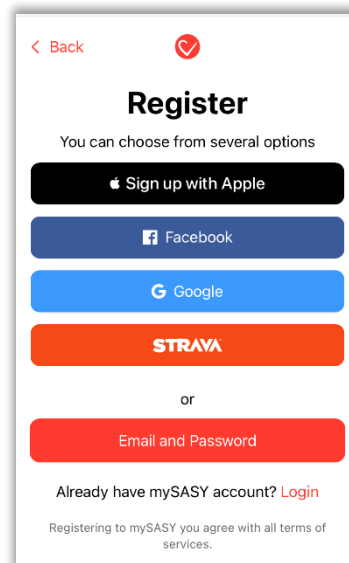 Back
Register
You can choose from several options
Sign up with Apple
Facebook
Google
STRAVA
or
Email and Password
Already have mySASY account? Login
Registering to mySASY you agree with all terms of
services.